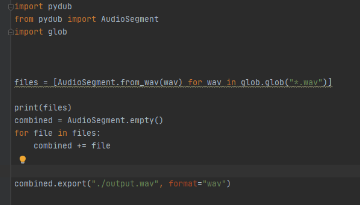 import pydub
from pydub import AudioSegment
import glob
files = [AudioSegment.from_wav(wav) for wav in glob.glob("*.wav")]
print(files)
combined = AudioSegment.empty()
for file in files:
    combined += file
combined.export("./output.wav", format="wav")